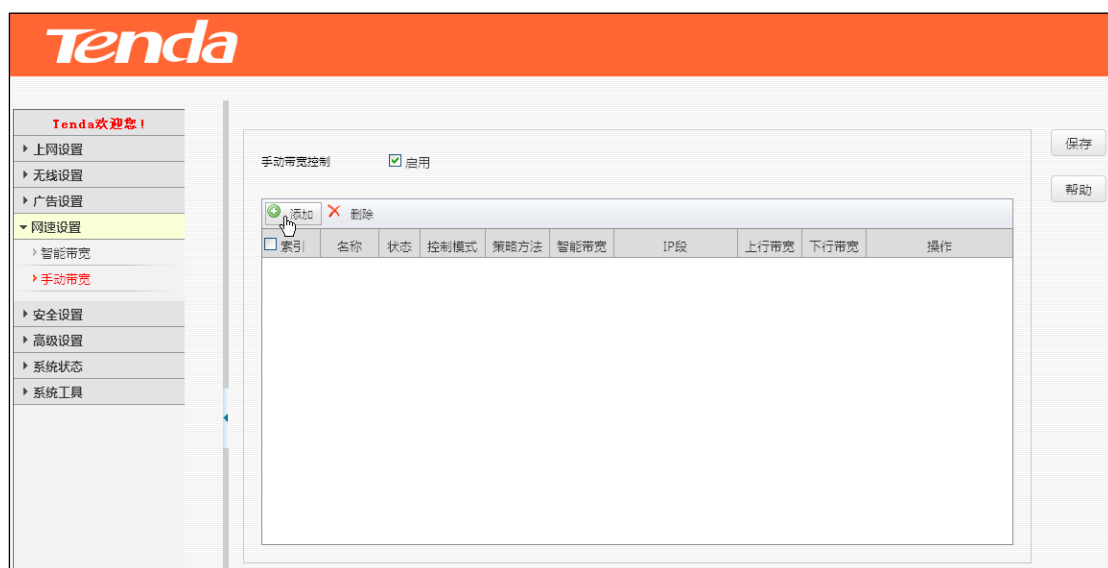 Tenda
Tenda欢迎您！
上网设置
无线设置
广告设置
网速设置
智能带宽
手动带宽
安全设置
高级设置
系统状态
系统工具
手动带宽控制 启用
添加 删除
索引 名称 状态 控制模式 策略方法 智能带宽 IP段 上行带宽 下行带宽 操作
保存
帮助